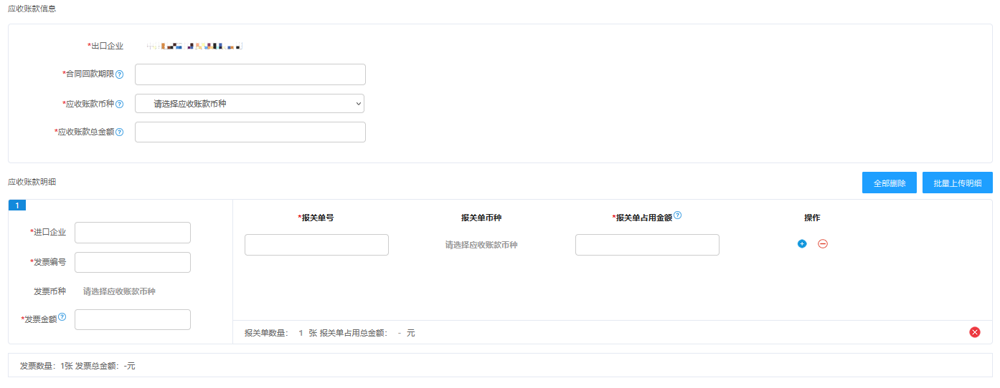 应收账款信息
*出口企业
*合同回款期限
*应收账款币种 请选择应收账款币种
*应收账款总金额
应收账款明细 全部删除 批量上传明细
1
*报关单号 报关单币种 *报关单占用金额 操作
*进口企业
请选择应收账款币种
*发票编号
发票币种 请选择应收账款币种
*发票金额
报关单数量： 1 张 报关单占用总金额： - 元
发票数量：1张 发票总金额：-元